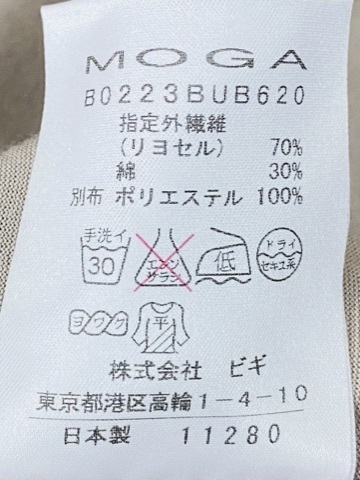 MOGA
B0223BUB620
指定外繊維
(リヨセル) 70%
綿 30%
別布 ポリエステル 100%
手洗イ
30
エンソ
サラシ
低
ドライ
セキユ系
ヨワク
平
株式会社 ビギ
東京都港区高輪1-4-10
日本製 11280